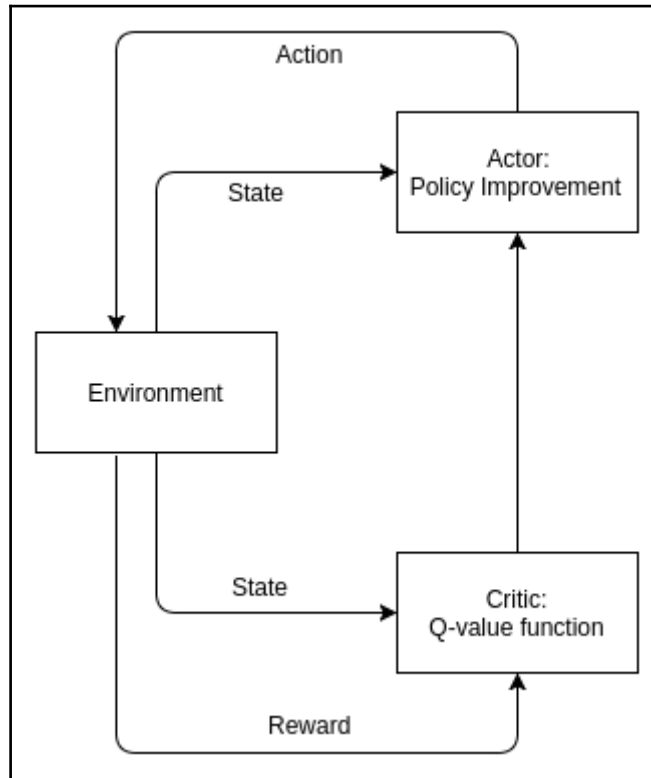 Action
Actor:
Policy Improvement
State
Environment
State
Critic:
Q-value function
Reward